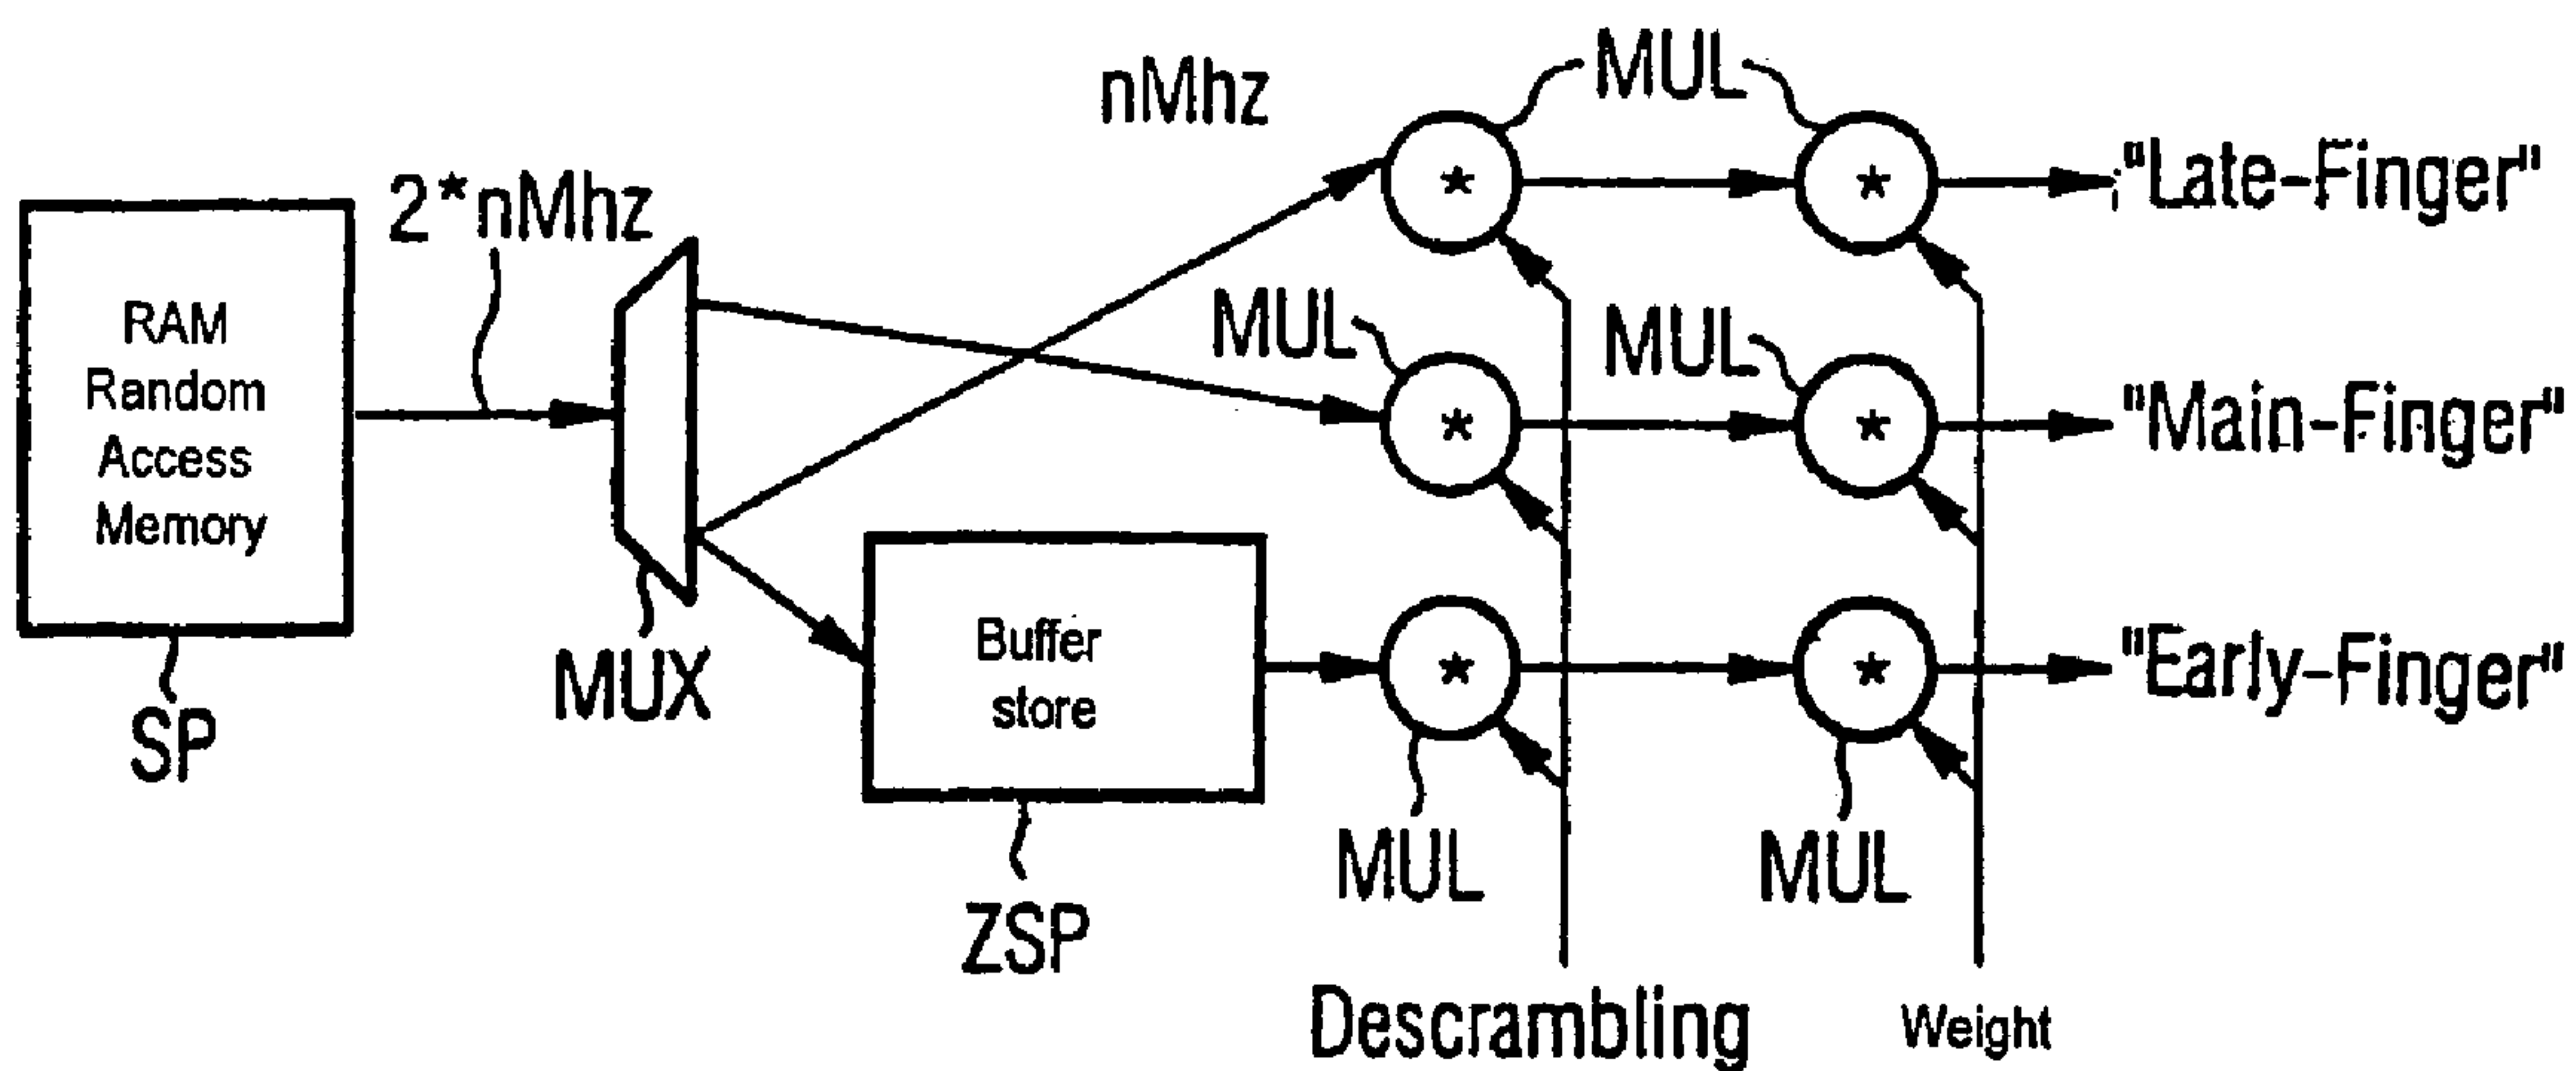 MUL
nMhz
"Late-Finger"
2*nMhz
*
*
RAM
Random
Access
Memory
MUL
MUL
*
*
"Main-Finger"
Buffer
store
*
*
"Early-Finger"
SP
MUX
MUL
MUL
ZSP
Descrambling
Weight